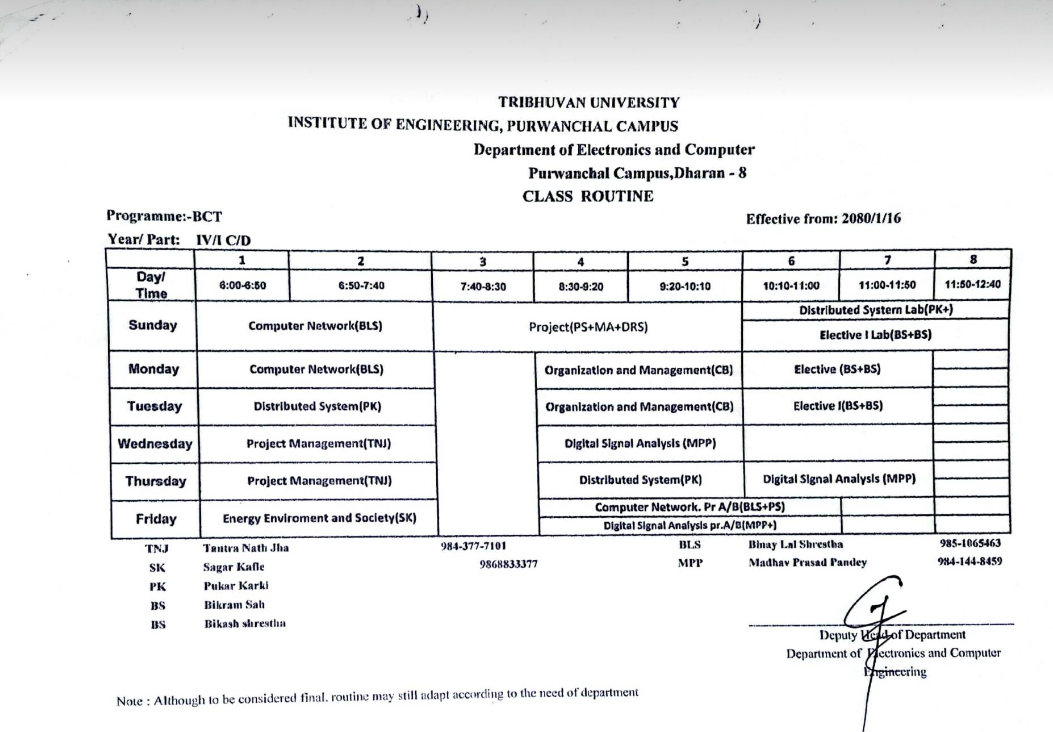 TRIBHUVAN UNIVERSITY
INSTITUTE OF ENGINEERING, PURWANCHAL CAMPUS
Department of Electronics and Computer
Purwanchal Campus,Dharan - 8
CLASS ROUTINE
Programme:-BCT
Effective from: 2080/1/16
Year/ Part: IV/I C/D
1 2 3 4 5 6 7 8
Day/ Time 6:00-6:50 6:50-7:40 7:40-8:30 8:30-9:20 9:20-10:10 10:10-11:00 11:00-11:50 11:50-12:40
Sunday Computer Network(BLS) Project(PS+MA+DRS) Distributed System Lab(PK+)
Elective I Lab(BS+BS)
Monday Computer Network(BLS) Organization and Management(CB) Elective (BS+BS)
Tuesday Distributed System(PK) Organization and Management(CB) Elective I(BS+BS)
Wednesday Project Management(TNJ) Digital Signal Analysis (MPP)
Thursday Project Management(TNJ) Distributed System(PK) Digital Signal Analysis (MPP)
Friday Energy Enviroment and Society(SK) Computer Network. Pr A/B(BLS+PS)
Digital Signal Analysis pr.A/B(MPP+)
TNJ Tantra Nath Jha 984-377-7101 BLS Binay Lal Shrestha 985-1065463
SK Sagar Kafle 9868833377 MPP Madhav Prasad Pandey 984-144-8459
PK Pukar Karki
BS Bikram Sah
BS Bikash shrestha
Deputy Head of Department
Department of Electronics and Computer
Engineering
Note : Although to be considered final. routine may still adapt according to the need of department